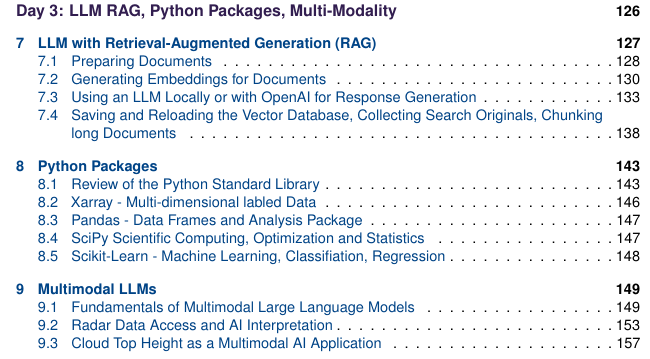 Day 3: LLM RAG, Python Packages, Multi-Modality 126
7 LLM with Retrieval-Augmented Generation (RAG) 127
7.1 Preparing Documents . . . . . . . . . . . . . . . . . . . . . . . . . . . . . . . . . . . 128
7.2 Generating Embeddings for Documents . . . . . . . . . . . . . . . . . . . . . . . . . 130
7.3 Using an LLM Locally or with OpenAI for Response Generation . . . . . . . . . . . . 133
7.4 Saving and Reloading the Vector Database, Collecting Search Originals, Chunking
long Documents . . . . . . . . . . . . . . . . . . . . . . . . . . . . . . . . . . . . . 138
8 Python Packages 143
8.1 Review of the Python Standard Library . . . . . . . . . . . . . . . . . . . . . . . . . . 143
8.2 Xarray - Multi-dimensional labled Data . . . . . . . . . . . . . . . . . . . . . . . . . . 146
8.3 Pandas - Data Frames and Analysis Package . . . . . . . . . . . . . . . . . . . . . . 147
8.4 SciPy Scientific Computing, Optimization and Statistics . . . . . . . . . . . . . . . . 147
8.5 Scikit-Learn - Machine Learning, Classifiation, Regression . . . . . . . . . . . . . . . 148
9 Multimodal LLMs 149
9.1 Fundamentals of Multimodal Large Language Models . . . . . . . . . . . . . . . . . 149
9.2 Radar Data Access and AI Interpretation . . . . . . . . . . . . . . . . . . . . . . . . . 153
9.3 Cloud Top Height as a Multimodal AI Application . . . . . . . . . . . . . . . . . . . . 157